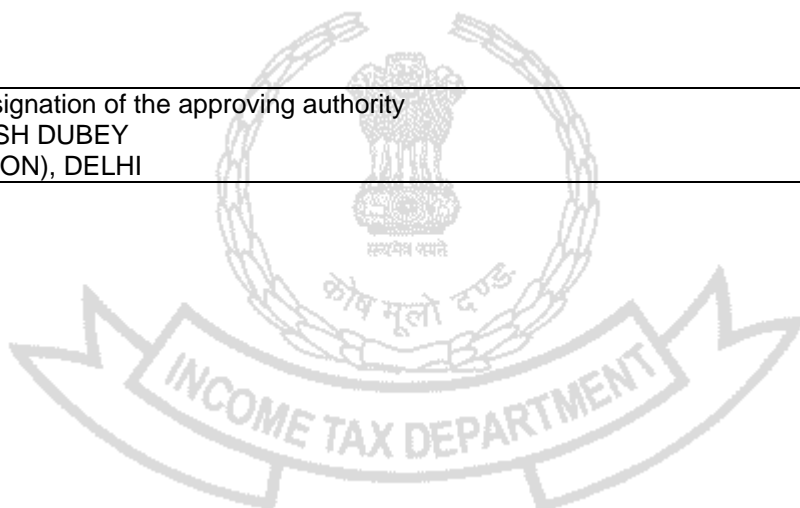 signation of the approving authority
SH DUBEY
ON), DELHI
सत्यमेव जयते
कोष मूलो दण्डः
INCOME TAX DEPARTMENT